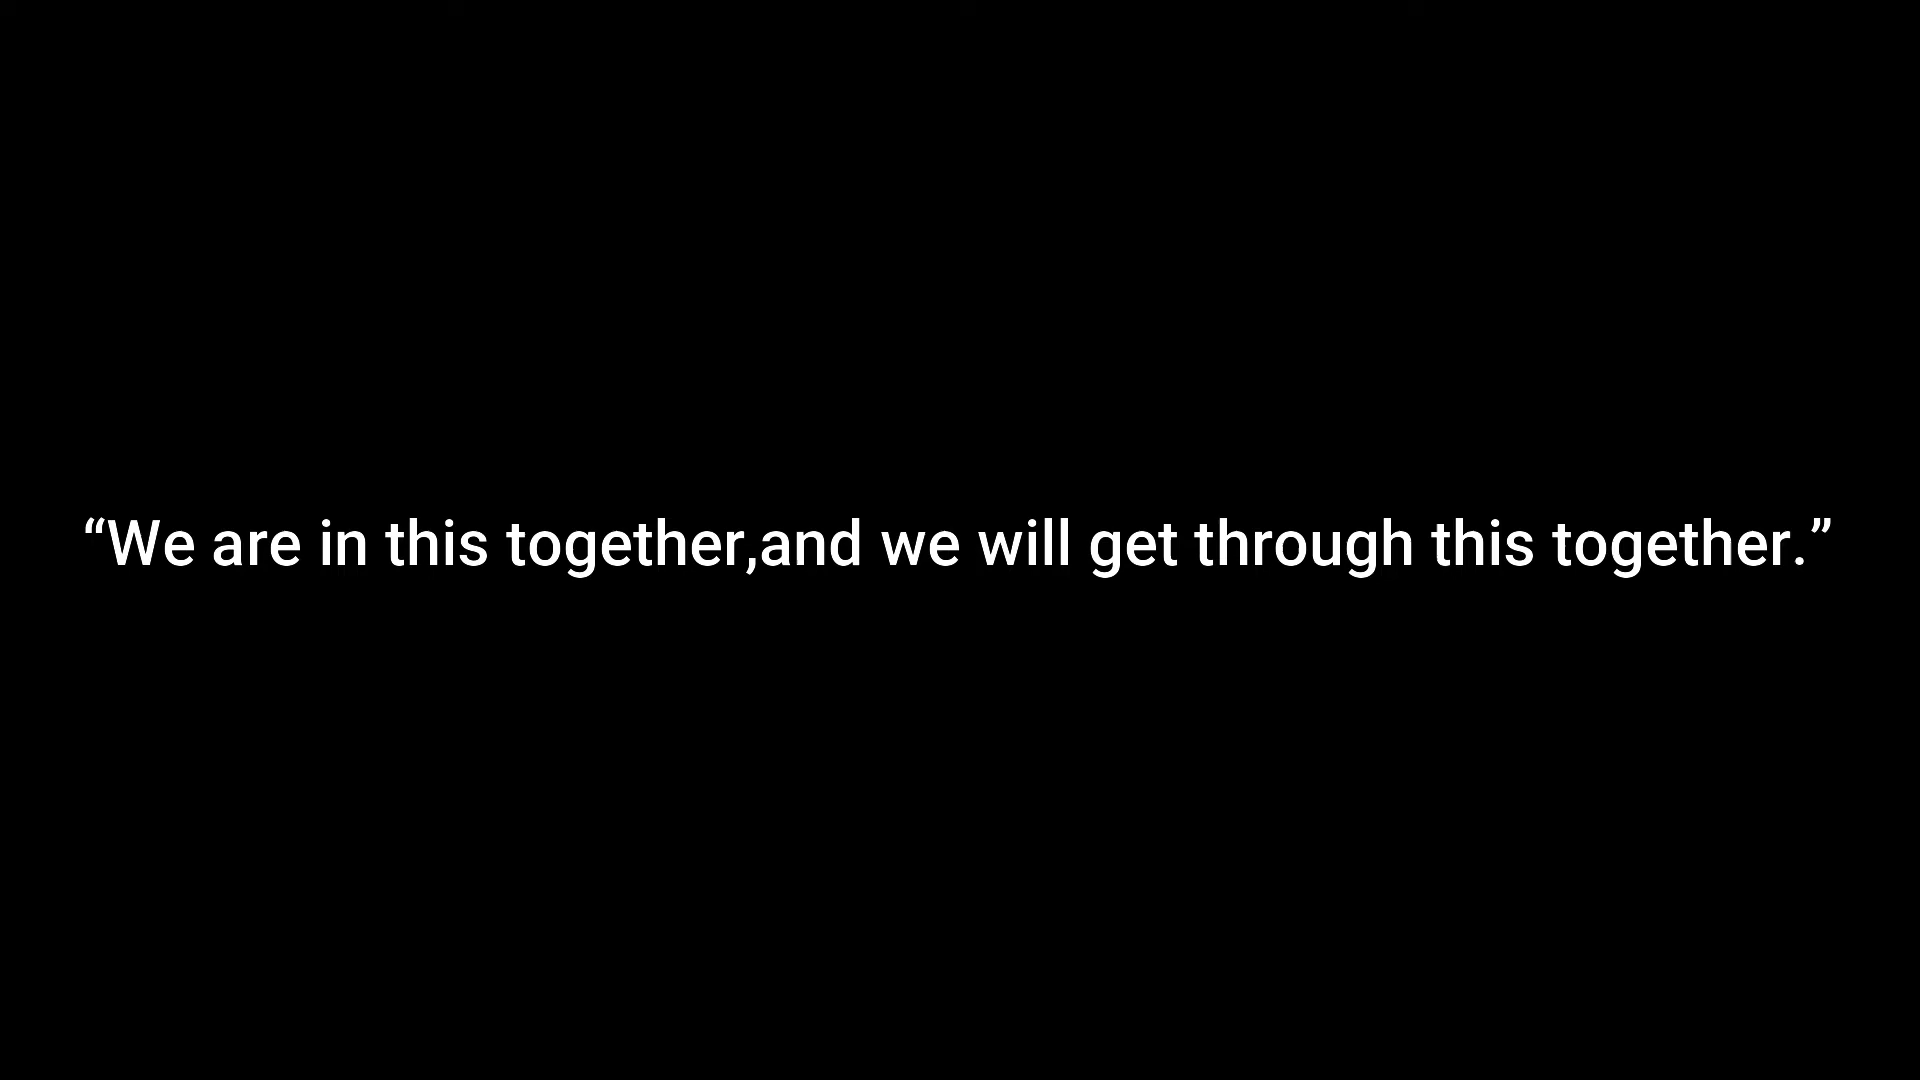 “We are in this together,and we will get through this together.”